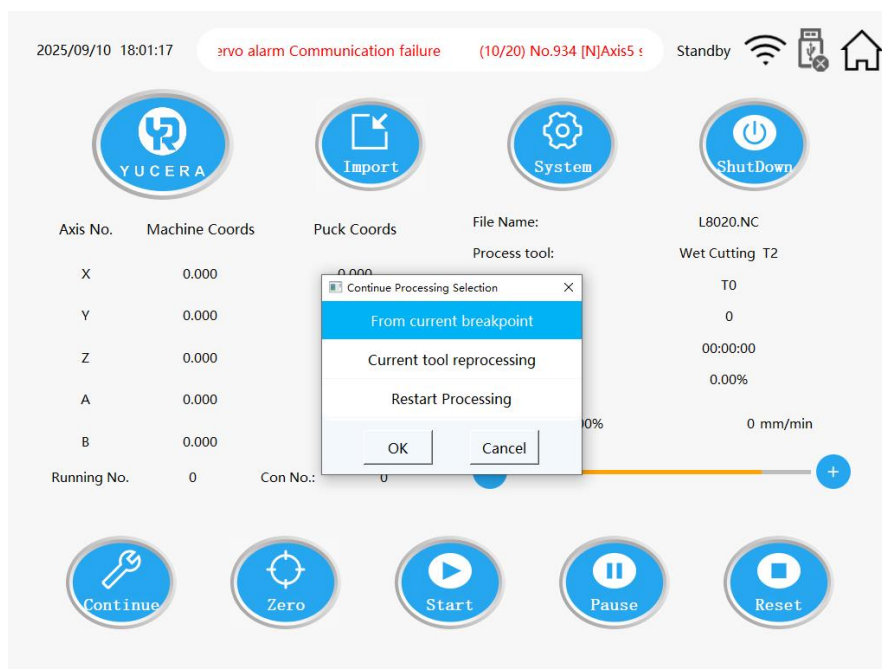 2025/09/10 18:01:17 ervo alarm Communication failure (10/20) No.934 [N]Axis5 Standby
YUCERA Import System ShutDown
Axis No. Machine Coords Puck Coords File Name: L8020.NC
Process tool: Wet Cutting T2
X 0.000 0.000 T0
Continue Processing Selection
Y 0.000 From current breakpoint 0
Z 0.000 Current tool reprocessing 00:00:00
0.00%
A 0.000 Restart Processing
0 mm/min
B 0.000 OK Cancel
Running No. 0 Con No.: 0
Continue Zero Start Pause Reset